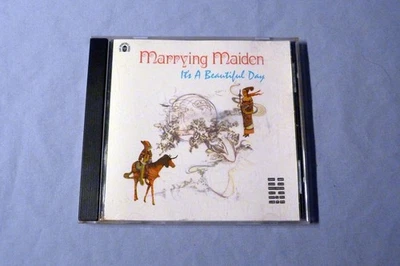 Marrying Maiden
It's A Beautiful Day